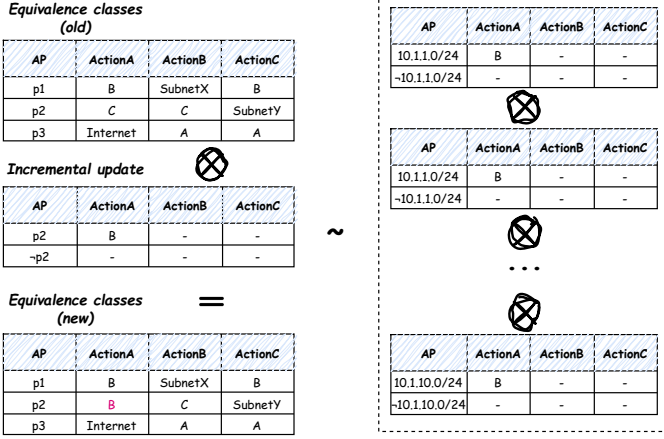 Equivalence classes
(old)
AP ActionA ActionB ActionC
p1 B SubnetX B
p2 C C SubnetY
p3 Internet A A
Incremental update
AP ActionA ActionB ActionC
p2 B - -
¬p2 - - -
Equivalence classes =
(new)
AP ActionA ActionB ActionC
p1 B SubnetX B
p2 B C SubnetY
p3 Internet A A
~
AP ActionA ActionB ActionC
10.1.1.0/24 B - -
¬10.1.1.0/24 - - -
AP ActionA ActionB ActionC
10.1.1.0/24 B - -
¬10.1.1.0/24 - - -
...
AP ActionA ActionB ActionC
10.1.10.0/24 B - -
¬10.1.10.0/24 - - -